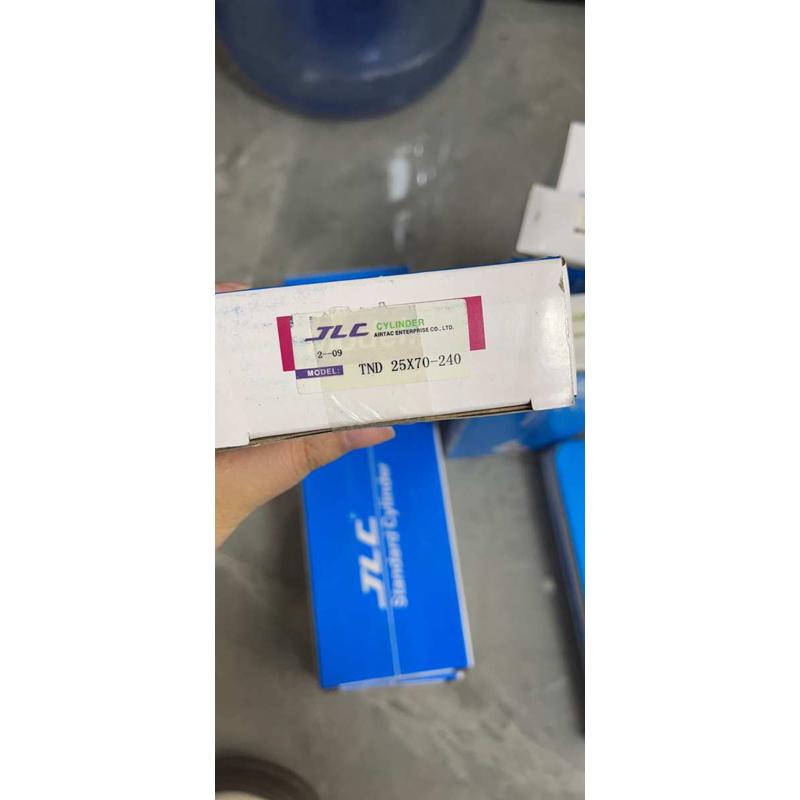 JLC CYLINDER
AIRTAC ENTERPRISE CO., LTD.
2--09
MODEL: TND 25X70-240
JLC
Standard Cylinder